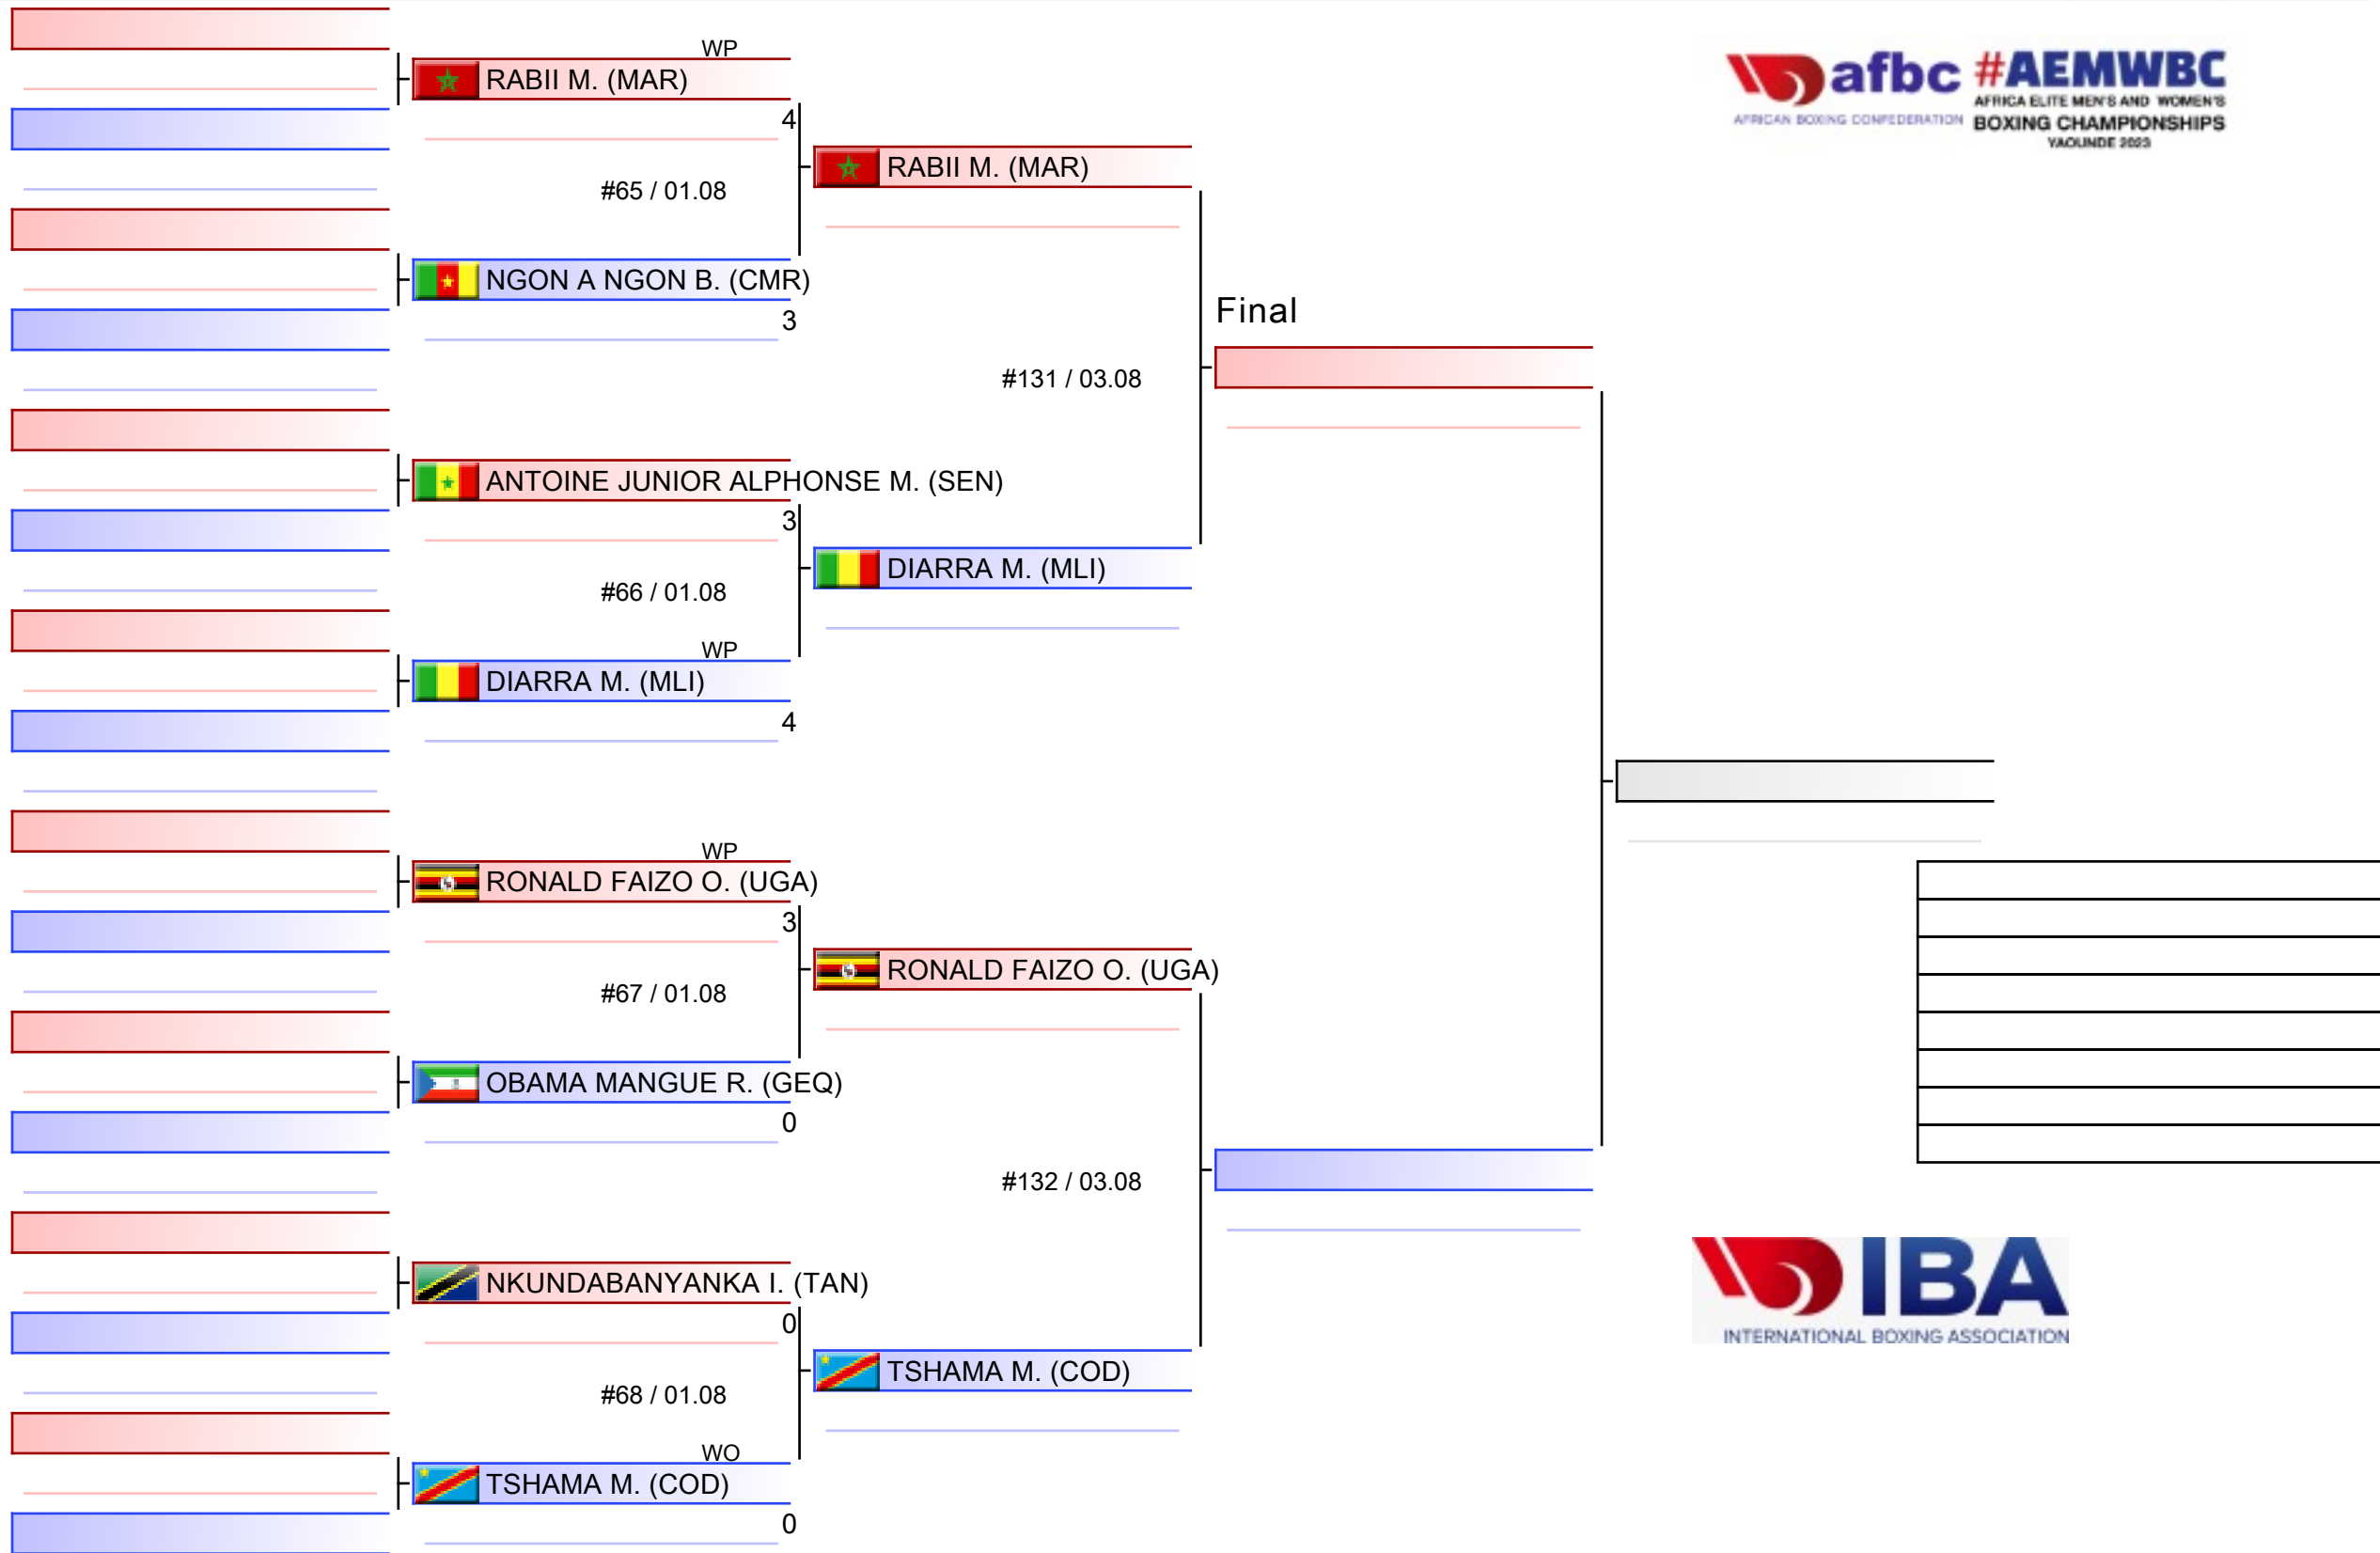 WP
RABII M. (MAR)
4
#65 / 01.08
NGON A NGON B. (CMR)
3
ANTOINE JUNIOR ALPHONSE M. (SEN)
3
#66 / 01.08
WP
DIARRA M. (MLI)
4
WP
RONALD FAIZO O. (UGA)
3
#67 / 01.08
OBAMA MANGUE R. (GEQ)
0
NKUNDABANYANKA I. (TAN)
0
#68 / 01.08
WO
TSHAMA M. (COD)
0
RABII M. (MAR)
#131 / 03.08
DIARRA M. (MLI)
RONALD FAIZO O. (UGA)
#132 / 03.08
TSHAMA M. (COD)
Final
afbc
AFRICAN BOXING CONFEDERATION
#AEMWBC
AFRICA ELITE MEN'S AND WOMEN'S
BOXING CHAMPIONSHIPS
YAOUNDE 2023
IBA
INTERNATIONAL BOXING ASSOCIATION